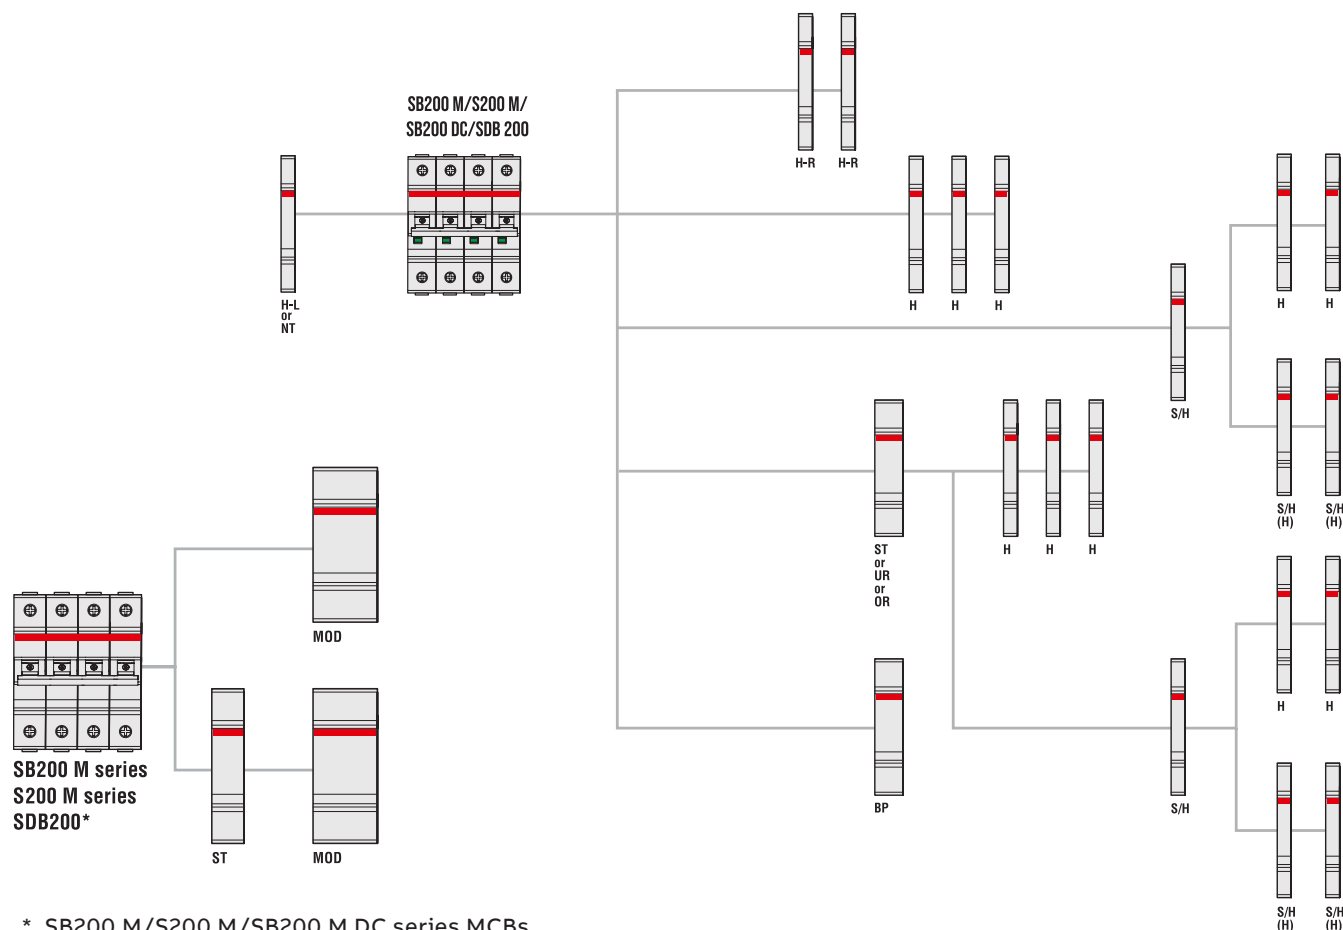 SB200 M/S200 M/
SB200 DC/SDB 200
H-R
H-R
H-L
or
NT
H
H
H
H
H
S/H
S/H
(H)
S/H
(H)
ST
or
UR
or
OR
H
H
H
MOD
SB200 M series
S200 M series
SDB200*
ST
MOD
BP
S/H
H
H
S/H
(H)
S/H
(H)
* SB200 M/S200 M/SB200 M DC series MCBs